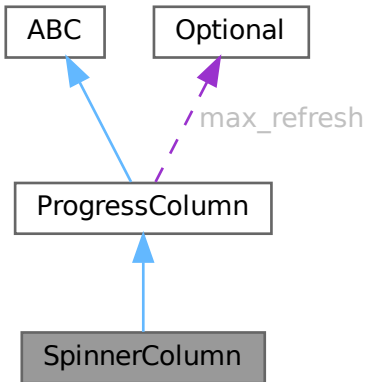 ABC
Optional
max_refresh
ProgressColumn
SpinnerColumn